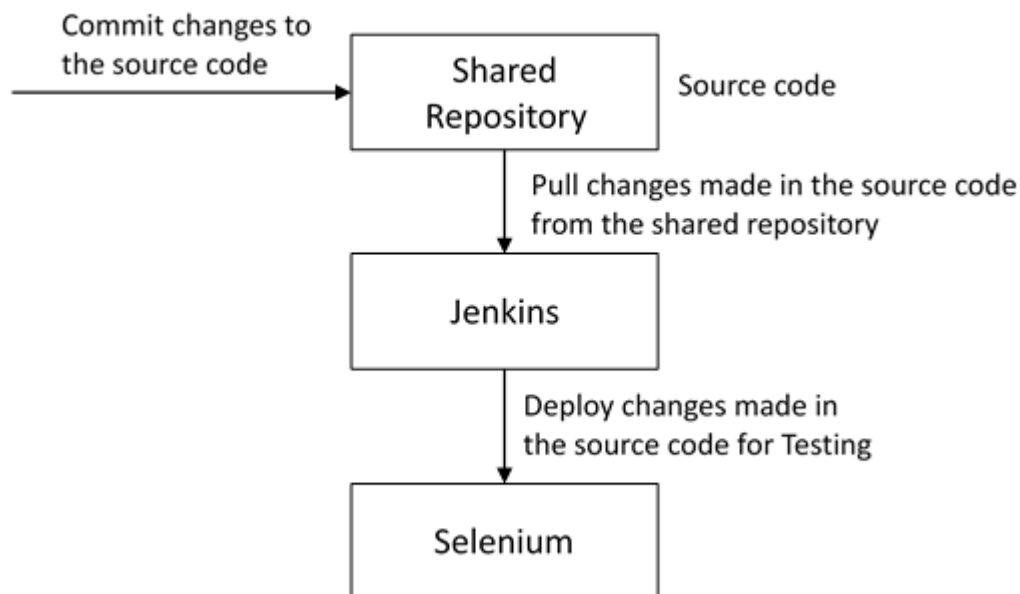 Commit changes to
the source code
Shared
Repository
Source code
Pull changes made in the source code
from the shared repository
Jenkins
Deploy changes made in
the source code for Testing
Selenium